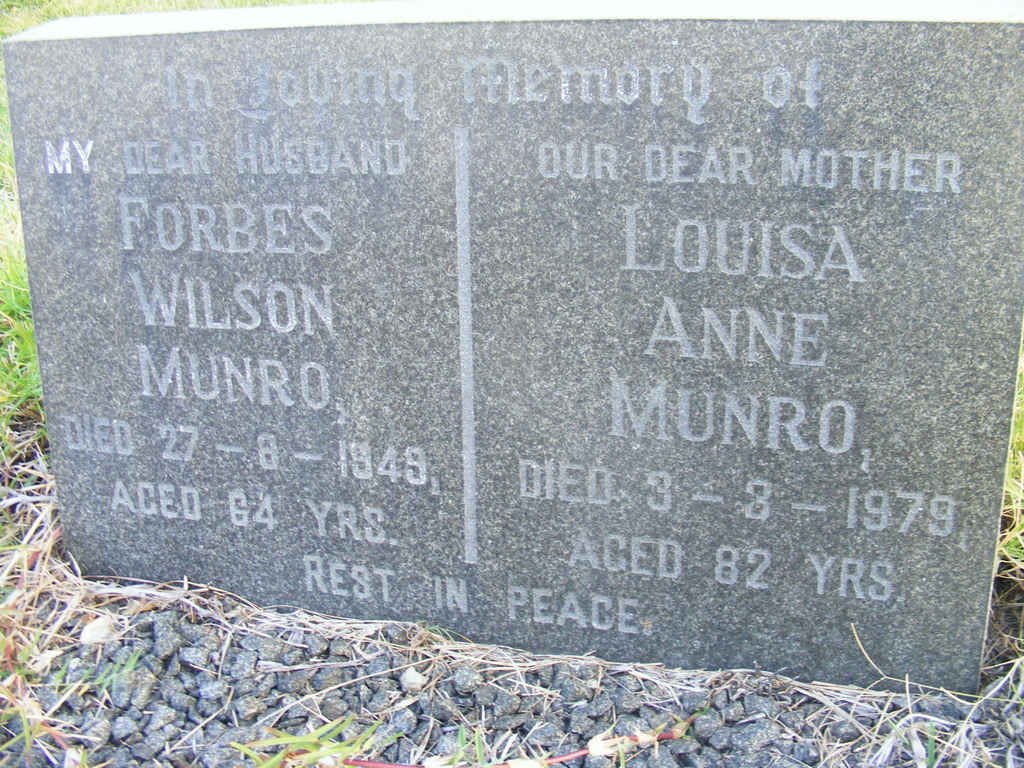 In Loving Memory of
MY DEAR HUSBAND
FORBES
WILSON
MUNRO,
DIED 27-8-1949,
AGED 64 YRS.
OUR DEAR MOTHER
LOUISA
ANNE
MUNRO,
DIED 3-3-1979,
AGED 82 YRS.
REST IN PEACE.